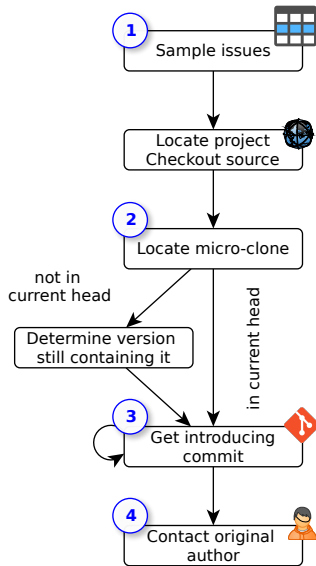 1
Sample issues
Locate project
Checkout source
2
Locate micro-clone
not in
current head
in current head
Determine version
still containing it
3
Get introducing
commit
4
Contact original
author